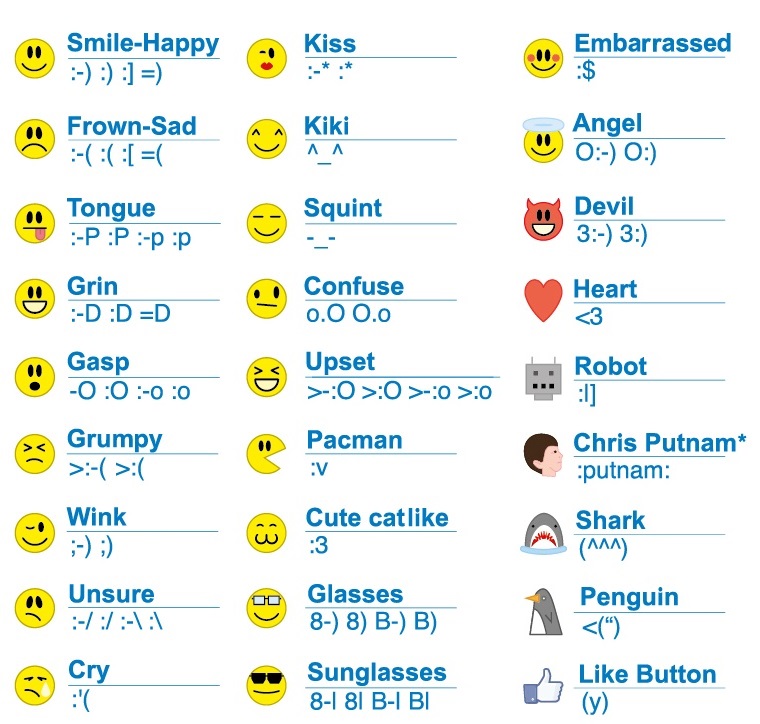 Smile-Happy
:-) :) :] =)
Frown-Sad
:-( :( :[ =(
Tongue
:-P :P :-p :p
Grin
:-D :D =D
Gasp
-O :O :-o :o
Grumpy
>:-( >:(
Wink
;-) ;)
Unsure
:-/ :/ :-\ :\
Cry
:'(
Kiss
:-* :*
Kiki
^_^
Squint
-_-
Confuse
o.O O.o
Upset
>-:O >:O >-:o >:o
Pacman
:v
Cute catlike
:3
Glasses
8-) 8) B-) B)
Sunglasses
8-l 8l B-l Bl
Embarrassed
:$
Angel
O:-) O:)
Devil
3:-) 3:)
Heart
<3
Robot
:l]
Chris Putnam*
:putnam:
Shark
(^^^)
Penguin
<(“)
Like Button
(y)